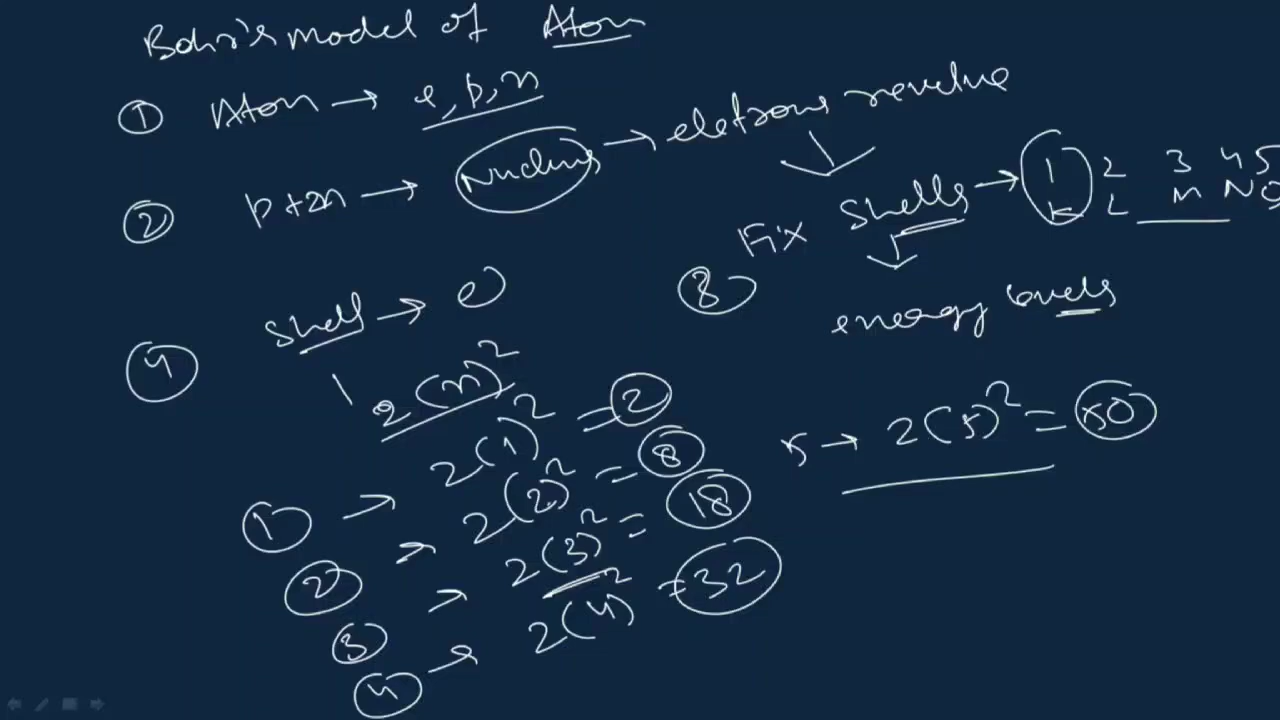 Bohr's model of Atom
① Atom → e, p, n
② p + n → Nucleus → eletrons revolve
Fix Shells → 1 2 3 4 5
K L M N O
③ energy levels
④ Shell → e
2(n)²
① → 2(1)² = 2
② → 2(2)² = 8
③ → 2(3)² = 18
④ → 2(4)² = 32
5 → 2(5)² = 50